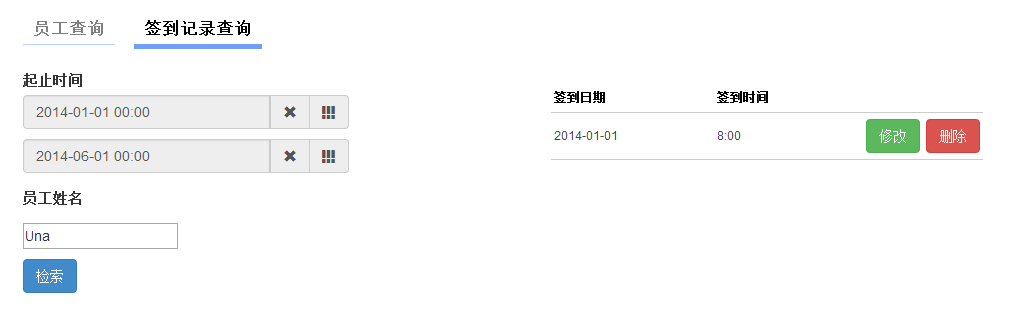 员工查询 签到记录查询
起止时间
2014-01-01 00:00
2014-06-01 00:00
员工姓名
Una
检索
签到日期 签到时间
2014-01-01 8:00 修改 删除